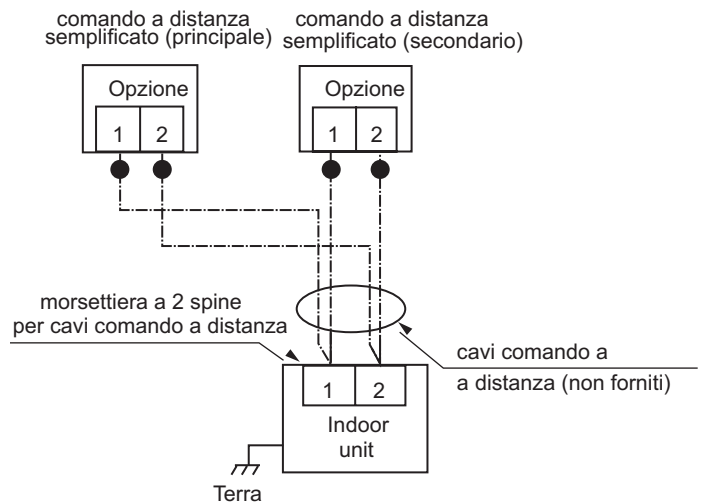 comando a distanza
semplificato (principale)
comando a distanza
semplificato (secondario)
Opzione
1 2
Opzione
1 2
morsettiera a 2 spine
per cavi comando a distanza
cavi comando a
a distanza (non forniti)
1 2
Indoor
unit
Terra